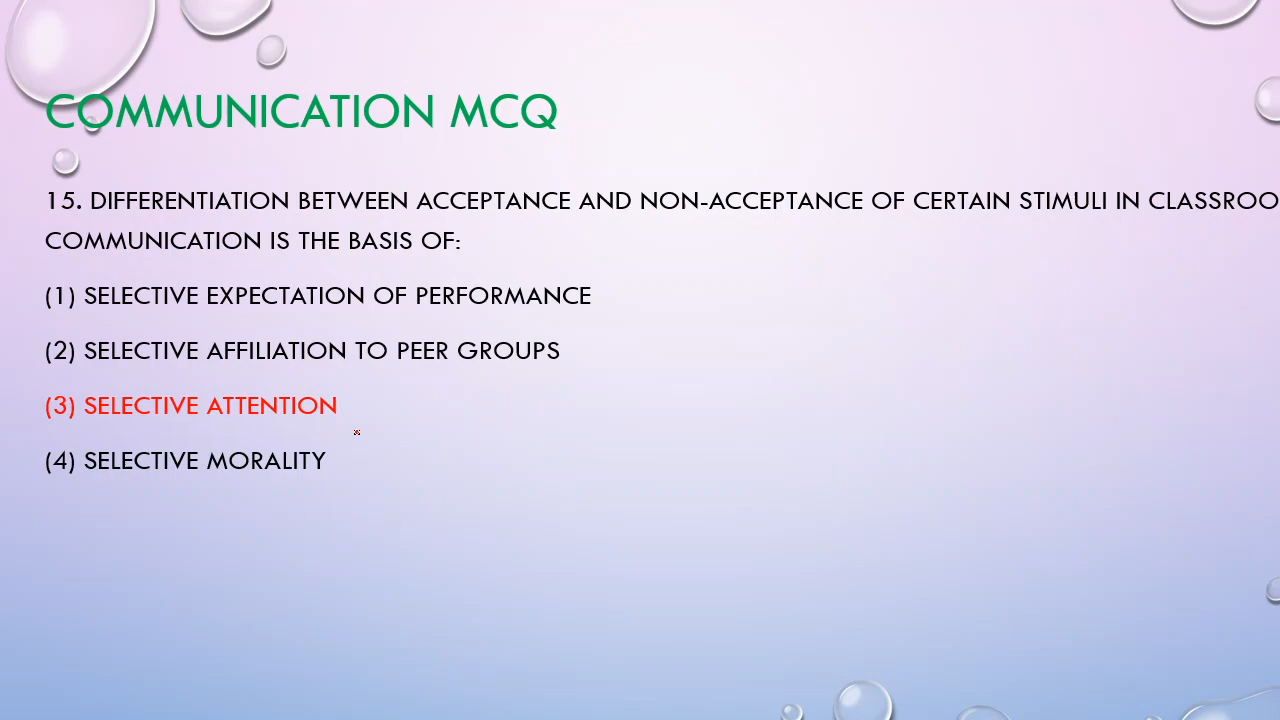 COMMUNICATION MCQ
15. DIFFERENTIATION BETWEEN ACCEPTANCE AND NON-ACCEPTANCE OF CERTAIN STIMULI IN CLASSROO
COMMUNICATION IS THE BASIS OF:
(1) SELECTIVE EXPECTATION OF PERFORMANCE
(2) SELECTIVE AFFILIATION TO PEER GROUPS
(3) SELECTIVE ATTENTION
(4) SELECTIVE MORALITY